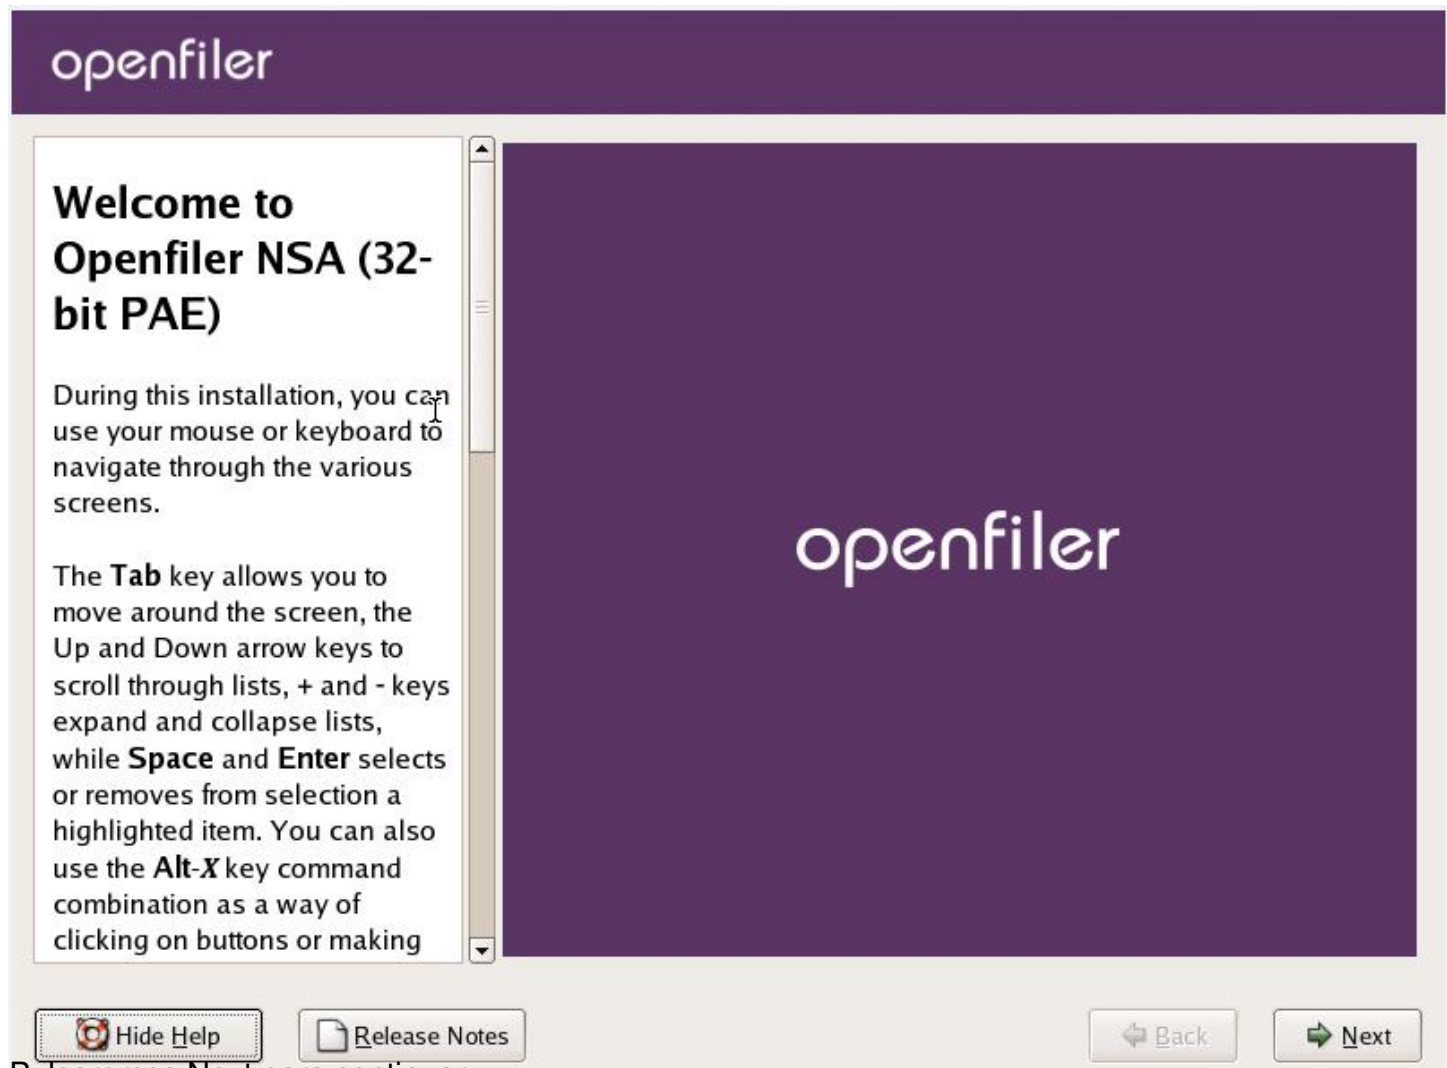 openfiler
Welcome to
Openfiler NSA (32-
bit PAE)
During this installation, you can
use your mouse or keyboard to
navigate through the various
screens.
The Tab key allows you to
move around the screen, the
Up and Down arrow keys to
scroll through lists, + and - keys
expand and collapse lists,
while Space and Enter selects
or removes from selection a
highlighted item. You can also
use the Alt-X key command
combination as a way of
clicking on buttons or making
openfiler
Hide Help
Release Notes
Back
Next